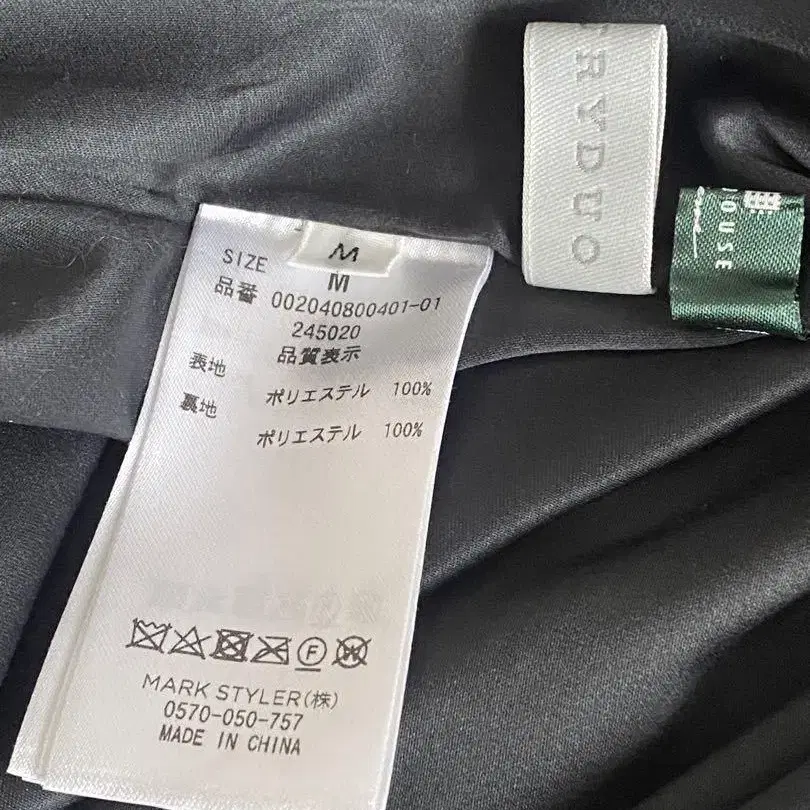 RYDUO
OUSE
M
SIZE M
品番 002040800401-01
245020
品質表示
表地 ポリエステル 100%
裏地 ポリエステル 100%
F
W
MARK STYLER(株)
0570-050-757
MADE IN CHINA